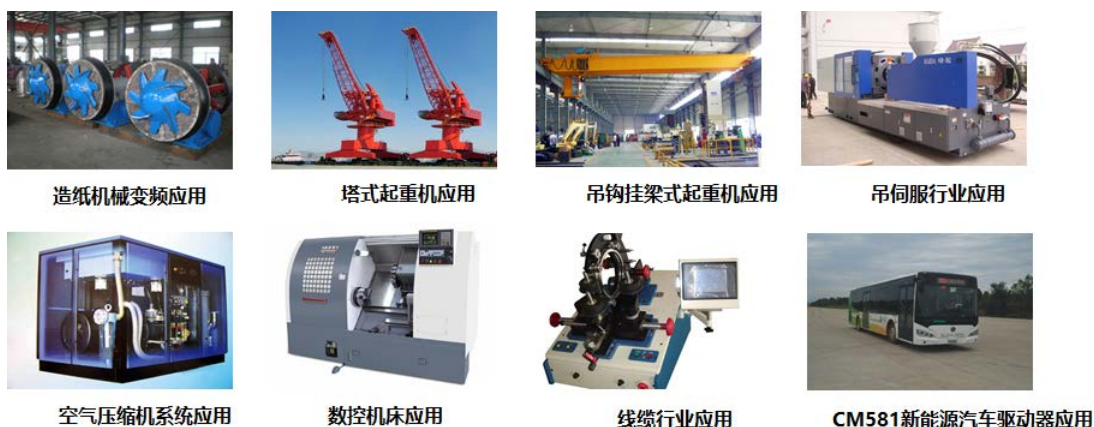 造纸机械变频应用
塔式起重机应用
吊钩挂梁式起重机应用
吊伺服行业应用
空气压缩机系统应用
数控机床应用
线缆行业应用
CM581新能源汽车驱动器应用